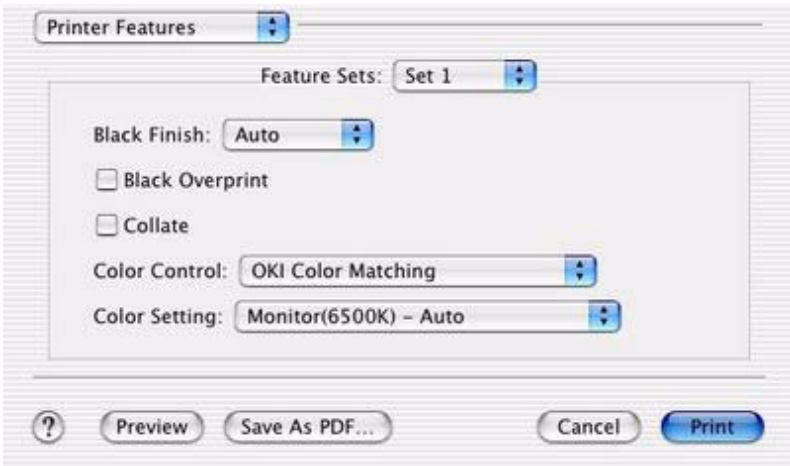 Printer Features
Feature Sets: Set 1
Black Finish: Auto
Black Overprint
Collate
Color Control: OKI Color Matching
Color Setting: Monitor(6500K) – Auto
? Preview Save As PDF... Cancel Print